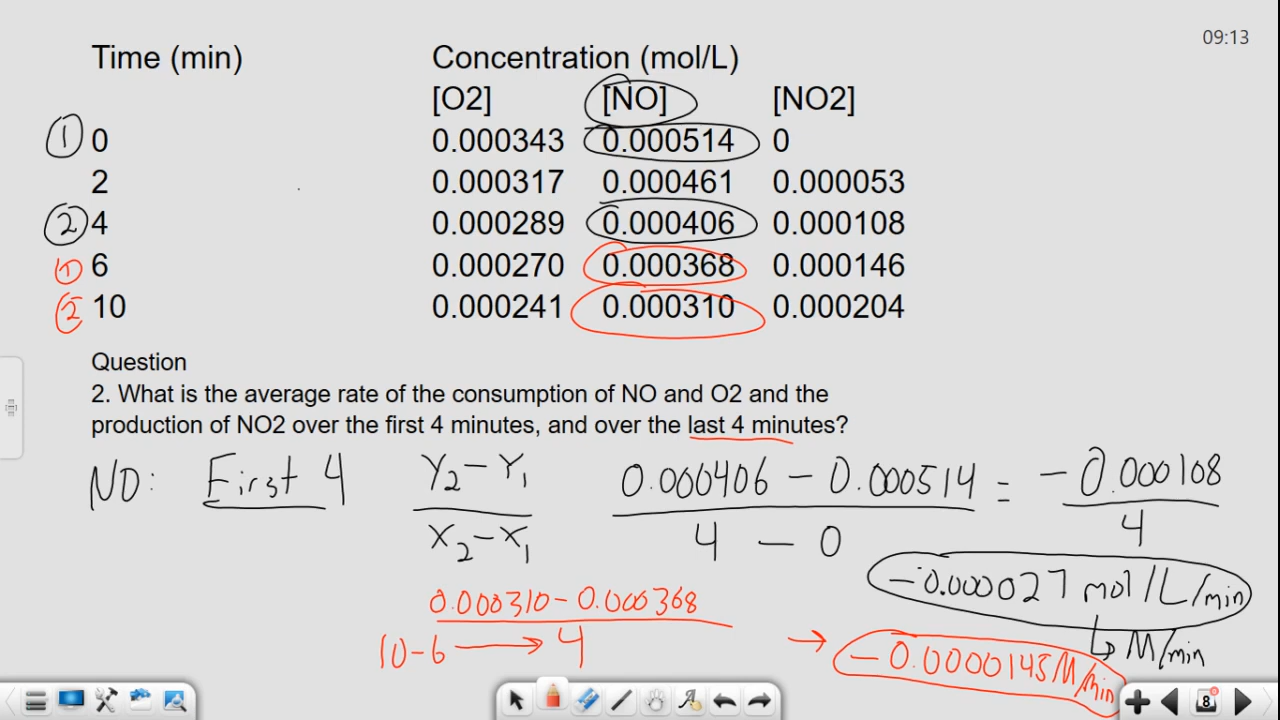 09:13
Time (min) Concentration (mol/L)
[O2] [NO] [NO2]
1 0 0.000343 0.000514 0
2 0.000317 0.000461 0.000053
2 4 0.000289 0.000406 0.000108
1 6 0.000270 0.000368 0.000146
2 10 0.000241 0.000310 0.000204
Question
2. What is the average rate of the consumption of NO and O2 and the
production of NO2 over the first 4 minutes, and over the last 4 minutes?
NO: First 4 Y2-Y1 / X2-X1 0.000406 - 0.000514 / 4 - 0 = -0.000108 / 4
-0.000027 mol/L/min
↳ M/min
0.000310 - 0.000368
10-6 → 4
→ -0.0000145M/min
8